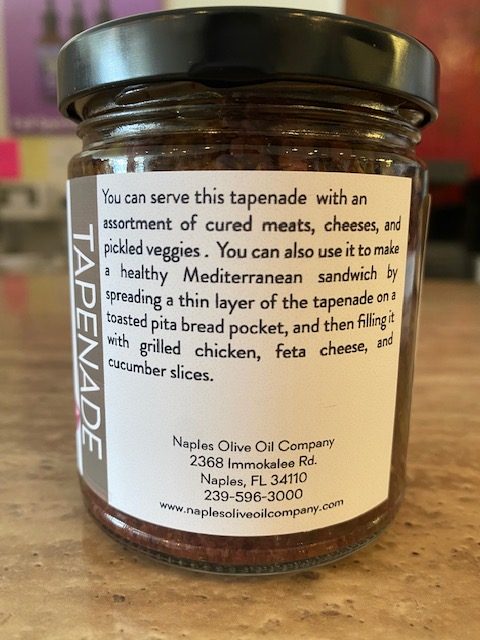 You can serve this tapenade with an
assortment of cured meats, cheeses, and
pickled veggies . You can also use it to make
a healthy Mediterranean sandwich by
spreading a thin layer of the tapenade on a
toasted pita bread pocket, and then filling it
with grilled chicken, feta cheese, and
cucumber slices.
TAPENADE
Naples Olive Oil Company
2368 Immokalee Rd.
Naples, FL 34110
239-596-3000
www.naplesoliveoilcompany.com